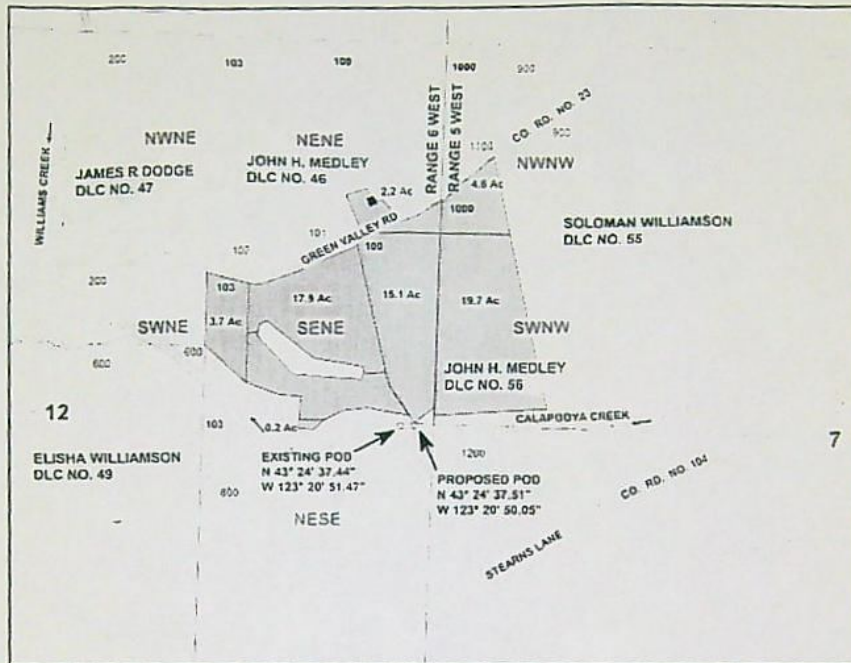 200
103
100
1000
900
CO. RD. NO. 23
900
WILLIAMS CREEK
NWNE
NENE
RANGE 6 WEST
RANGE 5 WEST
1100
NWNW
JAMES R DODGE
DLC NO. 47
JOHN H. MEDLEY
DLC NO. 46
2.2 Ac
4.6 Ac
1000
SOLOMAN WILLIAMSON
DLC NO. 55
GREEN VALLEY RD
101
100
100
200
103
17.9 Ac
15.1 Ac
19.7 Ac
3.7 Ac
SWNE
SENE
SWNW
600
600
JOHN H. MEDLEY
DLC NO. 56
12
103
0.2 Ac
CALAPOOYA CREEK
7
ELISHA WILLIAMSON
DLC NO. 49
EXISTING POD
N 43° 24' 37.44"
W 123° 20' 51.47"
1200
PROPOSED POD
N 43° 24' 37.51"
W 123° 20' 50.05"
CO. RD. NO. 104
800
NESE
STEARNS LANE